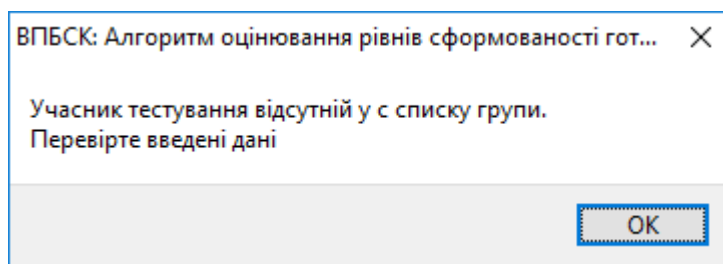 ВПБСК: Алгоритм оцінювання рівнів сформованості гот...
Учасник тестування відсутній у с списку групи.
Перевірте введені дані
OK